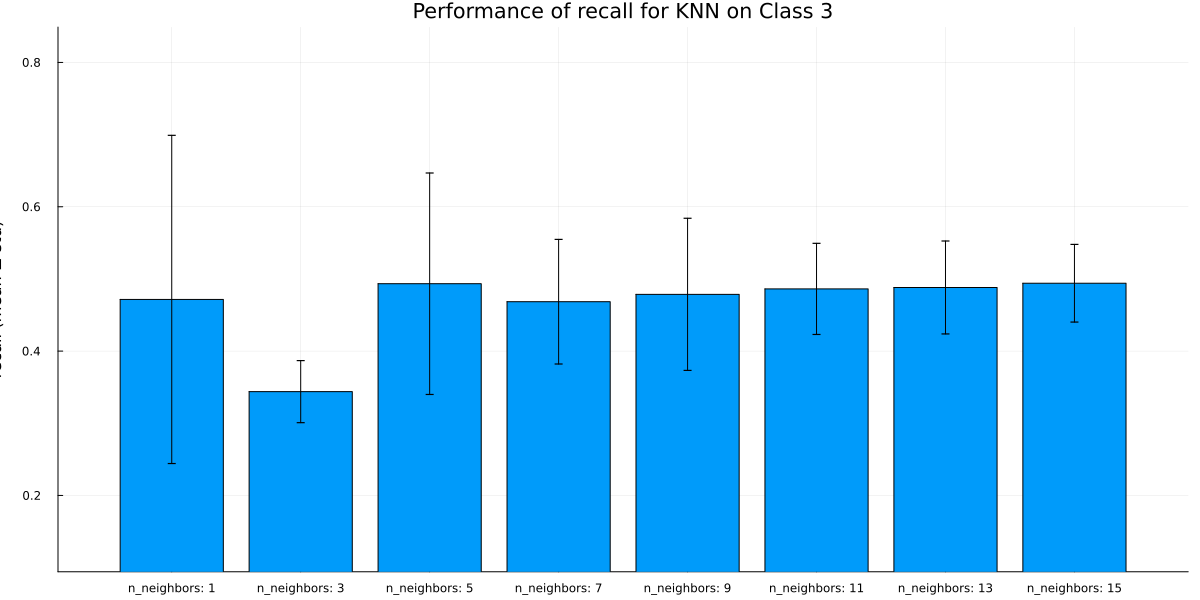 Performance of recall for KNN on Class 3
0.8
0.6
0.4
0.2
n_neighbors: 1
n_neighbors: 3
n_neighbors: 5
n_neighbors: 7
n_neighbors: 9
n_neighbors: 11
n_neighbors: 13
n_neighbors: 15